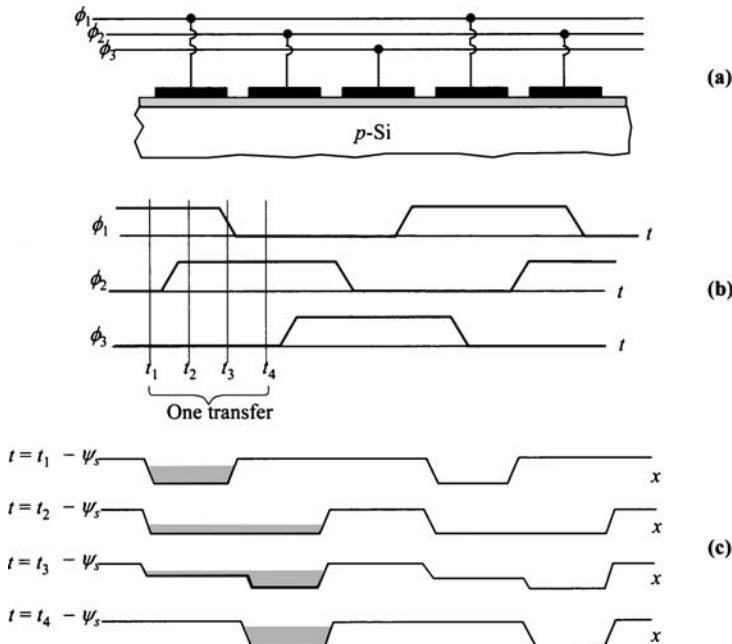 ϕ₁
ϕ₂
ϕ₃
(a)
p-Si
ϕ₁ t
ϕ₂ t
(b)
ϕ₃ t
t₁ t₂ t₃ t₄
One transfer
t = t₁ − ψₛ x
t = t₂ − ψₛ x
(c)
t = t₃ − ψₛ x
t = t₄ − ψₛ x